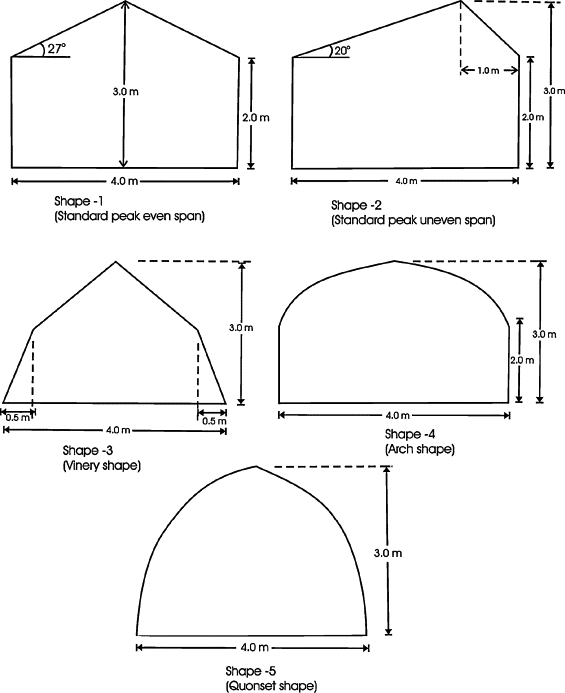 27°
3.0 m
2.0 m
4.0 m
Shape -1
(Standard peak even span)
20°
1.0 m
3.0 m
2.0 m
4.0 m
Shape -2
(Standard peak uneven span)
3.0 m
0.5 m
0.5 m
4.0 m
Shape -3
(Vinery shape)
3.0 m
2.0 m
4.0 m
Shape -4
(Arch shape)
3.0 m
4.0 m
Shape -5
(Quonset shape)